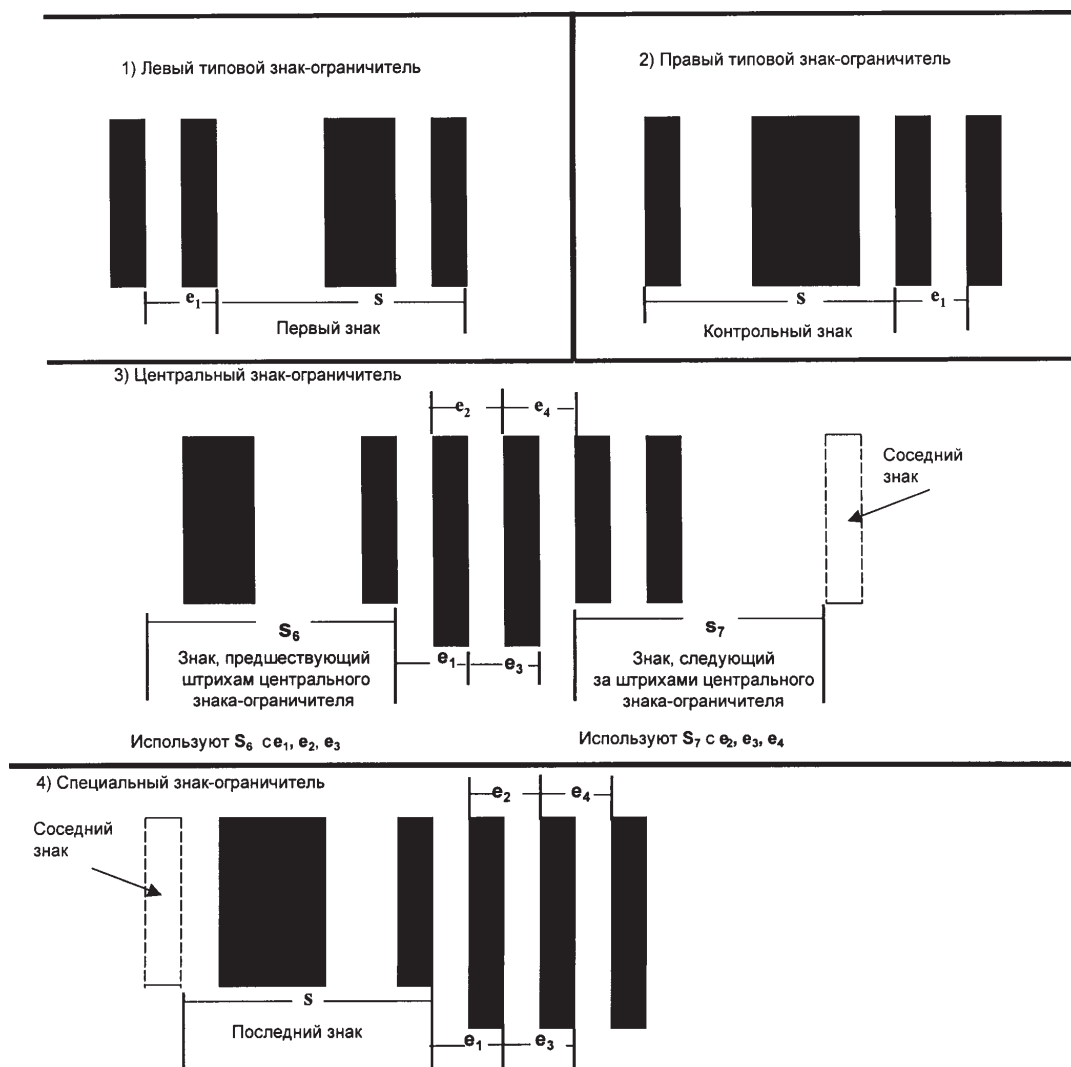 1) Левый типовой знак-ограничитель
2) Правый типовой знак-ограничитель
e1
s
Первый знак
s
e1
Контрольный знак
3) Центральный знак-ограничитель
e2
e4
Соседний
знак
S6
Знак, предшествующий
штрихам центрального
знака-ограничителя
e1
e3
s7
Знак, следующий
за штрихами центрального
знака-ограничителя
Используют S6 с e1, e2, e3
Используют S7 с e2, e3, e4
4) Специальный знак-ограничитель
e2
e4
Соседний
знак
s
Последний знак
e1
e3